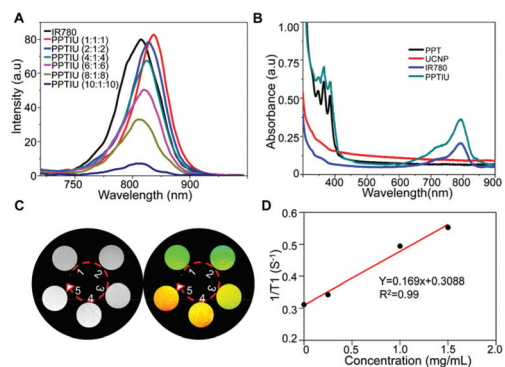 A
Intensity (a.u)
80
60
40
20
0
750
800
900
Wavelength(nm)
IR780
PPTIU (1:1:1)
PPTIU (2:1:2)
PPTIU (4:1:4)
PPTIU (6:1:6)
PPTIU (8:1:8)
PPTIU (10:1:10)
B
Absorbance (a.u)
1.00
0.75
0.50
0.25
0
400
500
600
700
800
900
Wavelength(nm)
PPT
UCNP
IR780
PPTIU
C
1
2
3
4
5
1
2
3
4
5
D
1/T1 (S⁻¹)
0.6
0.5
0.4
0.3
0.2
0
0.5
1.0
1.5
2.0
Concentration (mg/mL)
Y=0.169x+0.3088
R²=0.99